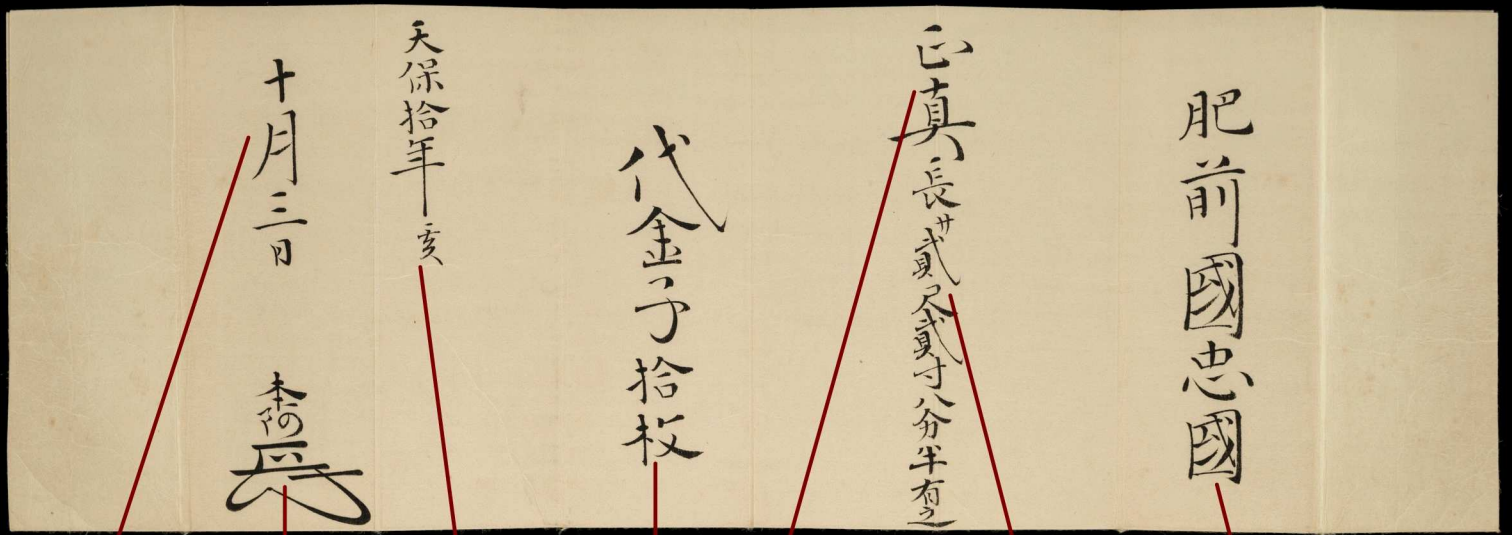 肥前國忠國
正真長サ貳尺貳寸八分半有之
代金子拾枚
天保拾年亥
十月三日
本阿